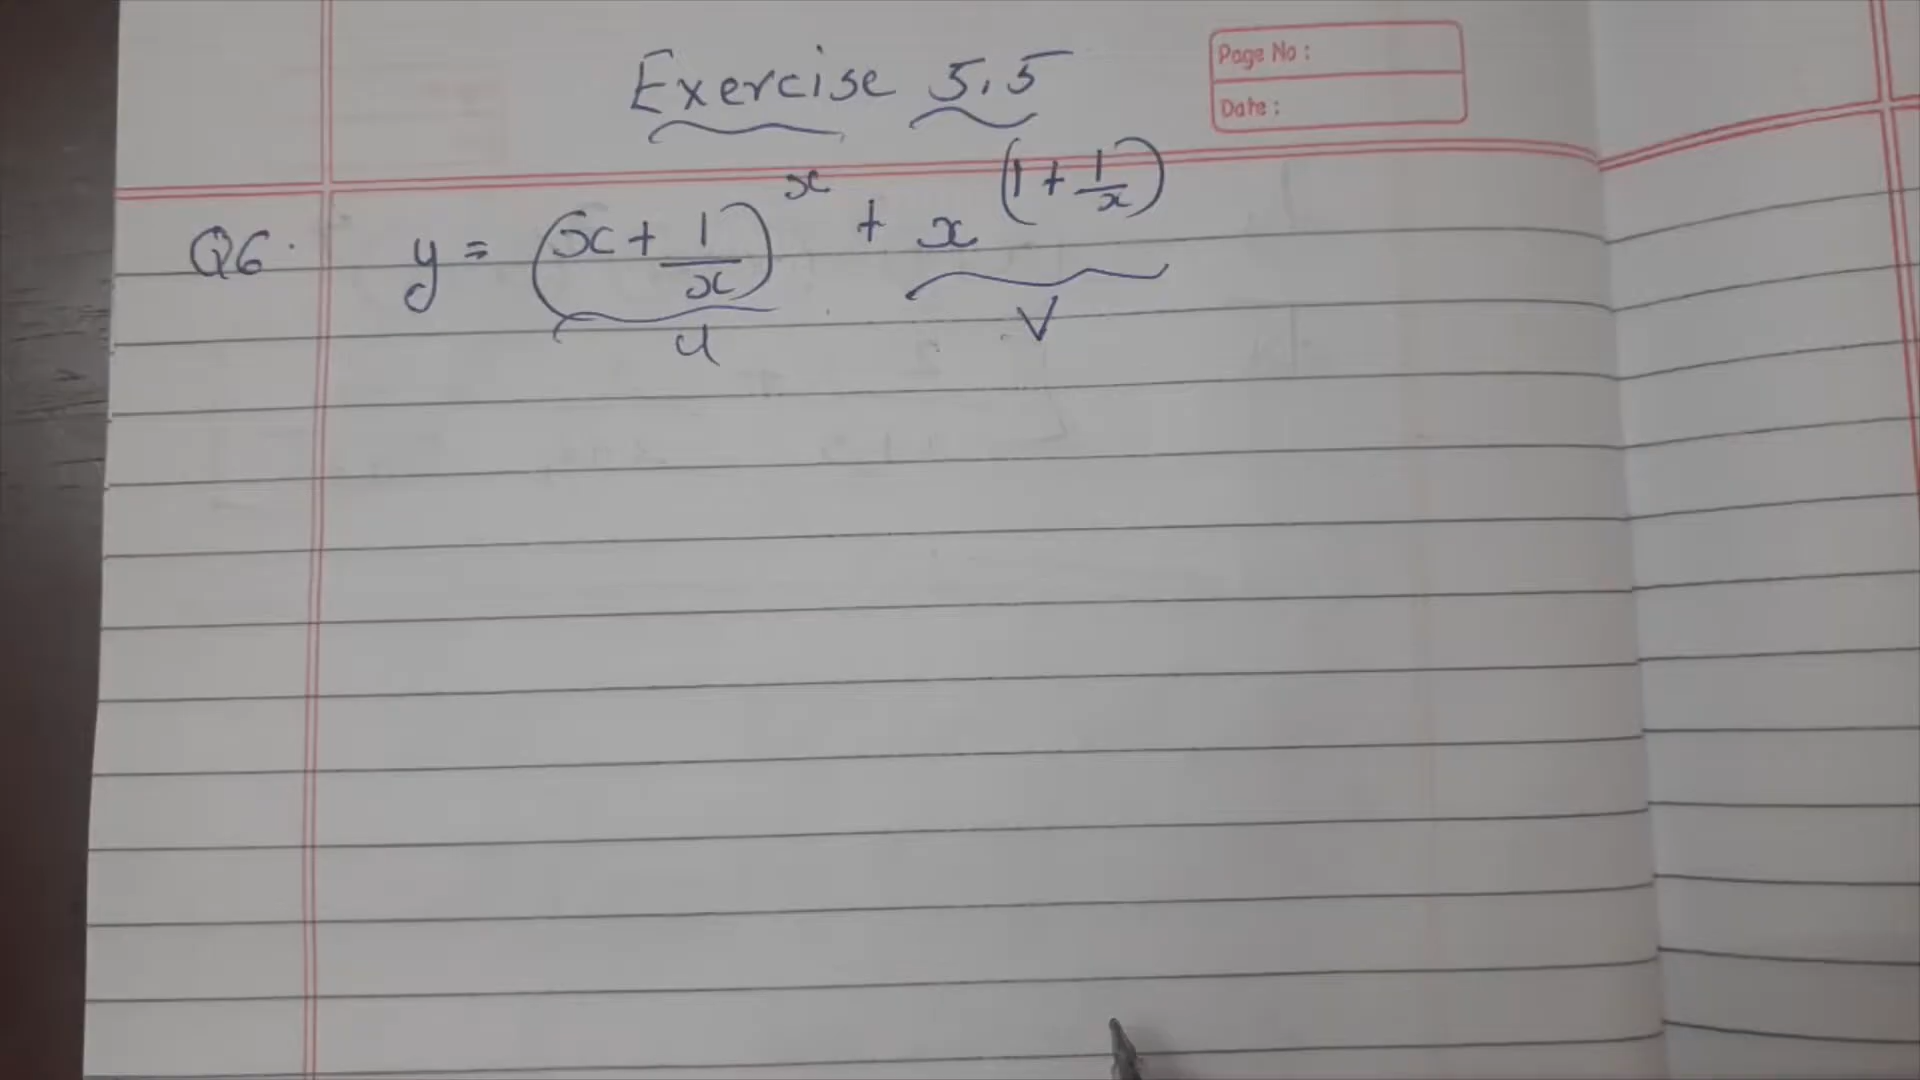 Exercise 5.5
Page No :
Date :
Q6. y = (x + 1/x)^x + x^(1 + 1/x)
u v